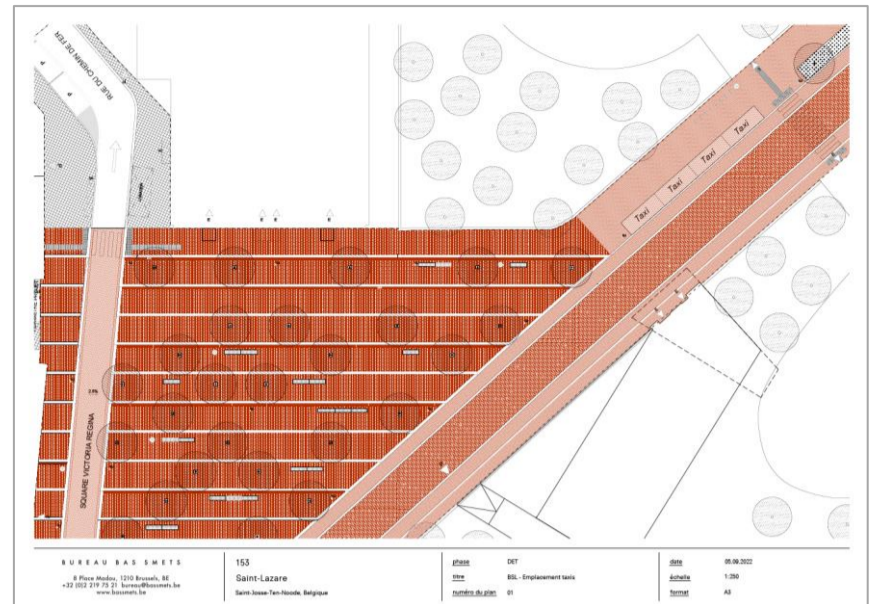 RUE DU CHEMIN DE FER
P
P
P
Taxi
Taxi
Taxi
Taxi
SQUARE VICTORIA REGINA
BUREAU BAS SMETS
8 Place Madou, 1210 Brussels, BE
+32 (0)2 219 75 21 bureau@bassmets.be
www.bassmets.be
153
Saint-Lazare
Saint-Josse-Ten-Noode, Belgique
phase DET
titre BSL - Emplacement taxis
numéro du plan 01
date 05.09.2022
échelle 1:250
format A3